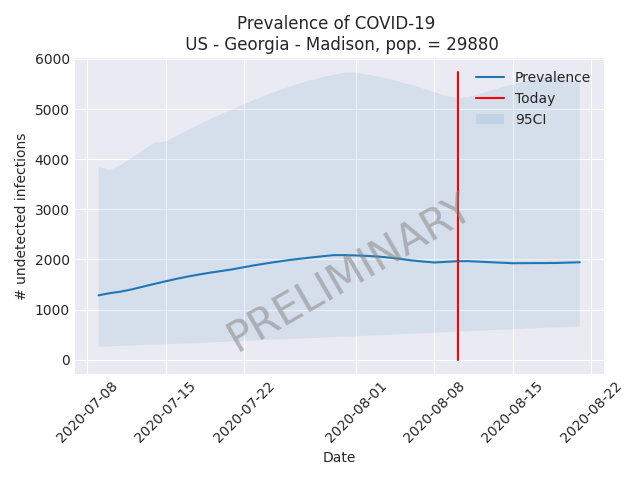 Prevalence of COVID-19
US - Georgia - Madison, pop. = 29880
6000
5000
4000
3000
2000
1000
0
# undetected infections
Prevalence
Today
95CI
PRELIMINARY
2020-07-08
2020-07-15
2020-07-22
2020-08-01
2020-08-08
2020-08-15
2020-08-22
Date